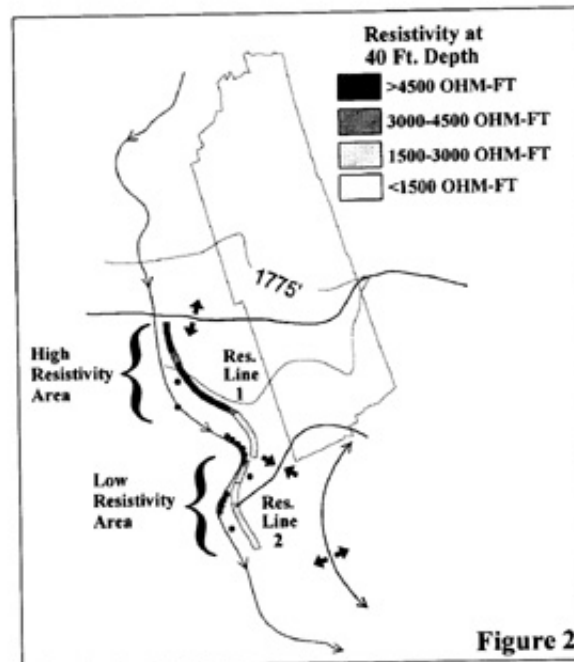 Resistivity at
40 Ft. Depth
>4500 OHM-FT
3000-4500 OHM-FT
1500-3000 OHM-FT
<1500 OHM-FT
1775'
High
Resistivity
Area
Res.
Line
1
Low
Resistivity
Area
Res.
Line
2
Figure 2